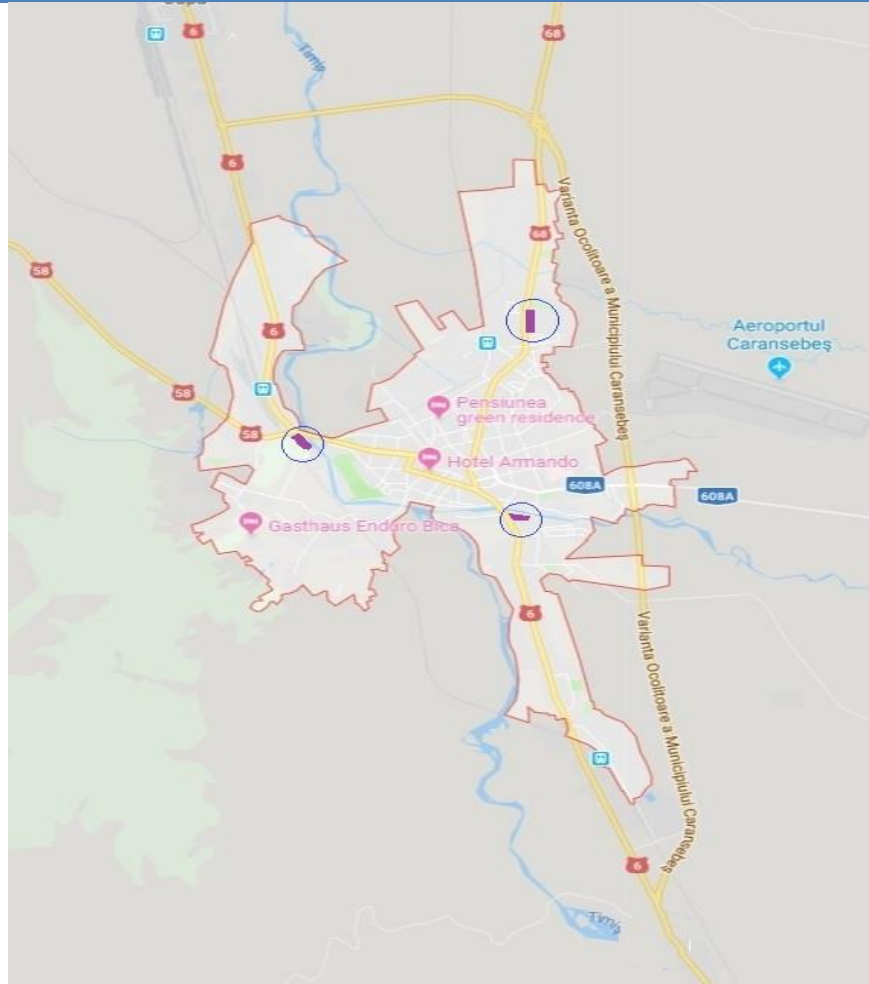 6
68
Timiș
6
Varianta Ocolitoare a Municipiului Caransebeș
68
58
6
Aeroportul
Caransebeș
58
Pensiunea
green residence
58
Hotel Armando
608A
608A
Gasthaus Enduro Bica
6
Varianta Ocolitoare a Municipiului Caransebeș
6
Timiș